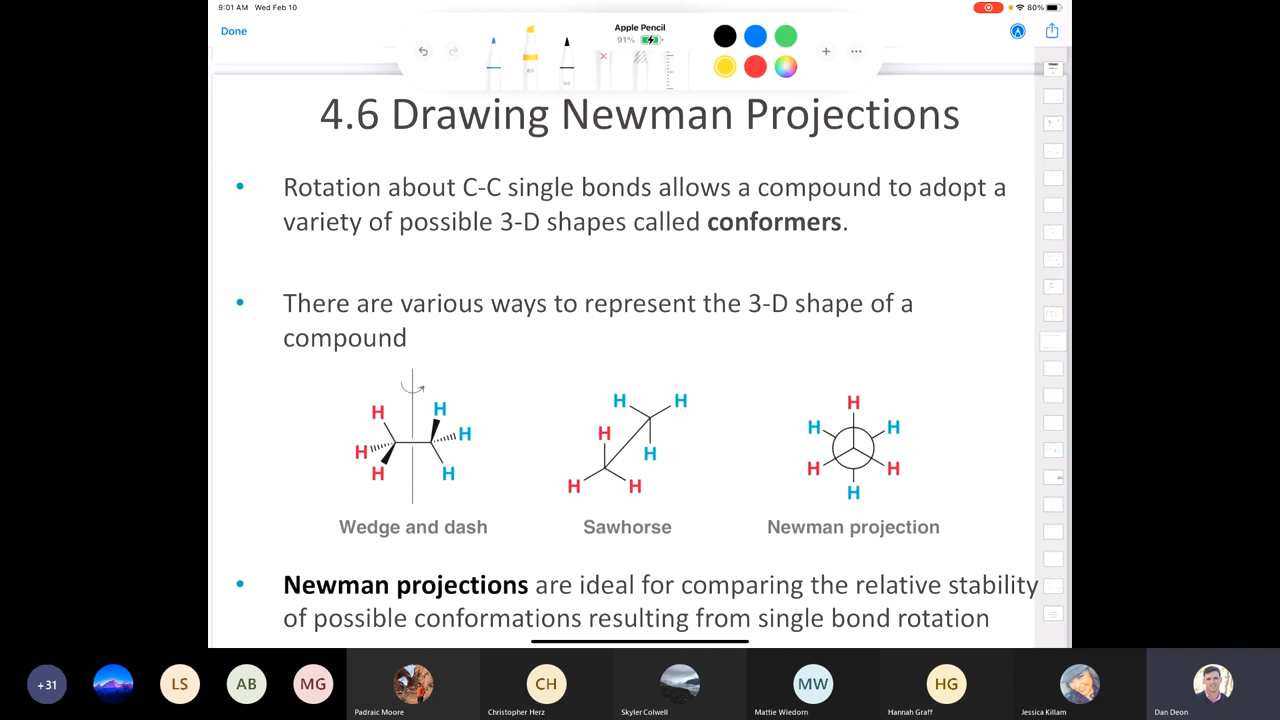 9:01 AM Wed Feb 10
80%
Done
Apple Pencil
91%
4.6 Drawing Newman Projections
• Rotation about C-C single bonds allows a compound to adopt a
variety of possible 3-D shapes called conformers.
• There are various ways to represent the 3-D shape of a
compound
H H H H H H
Wedge and dash
H H H H H H
Sawhorse
H H H H H H
Newman projection
• Newman projections are ideal for comparing the relative stability
of possible conformations resulting from single bond rotation
+31
LS
AB
MG
Padraic Moore
CH
Christopher Herz
Skyler Colwell
MW
Mattie Wiedorn
HG
Hannah Graff
Jessica Killam
Dan Deon